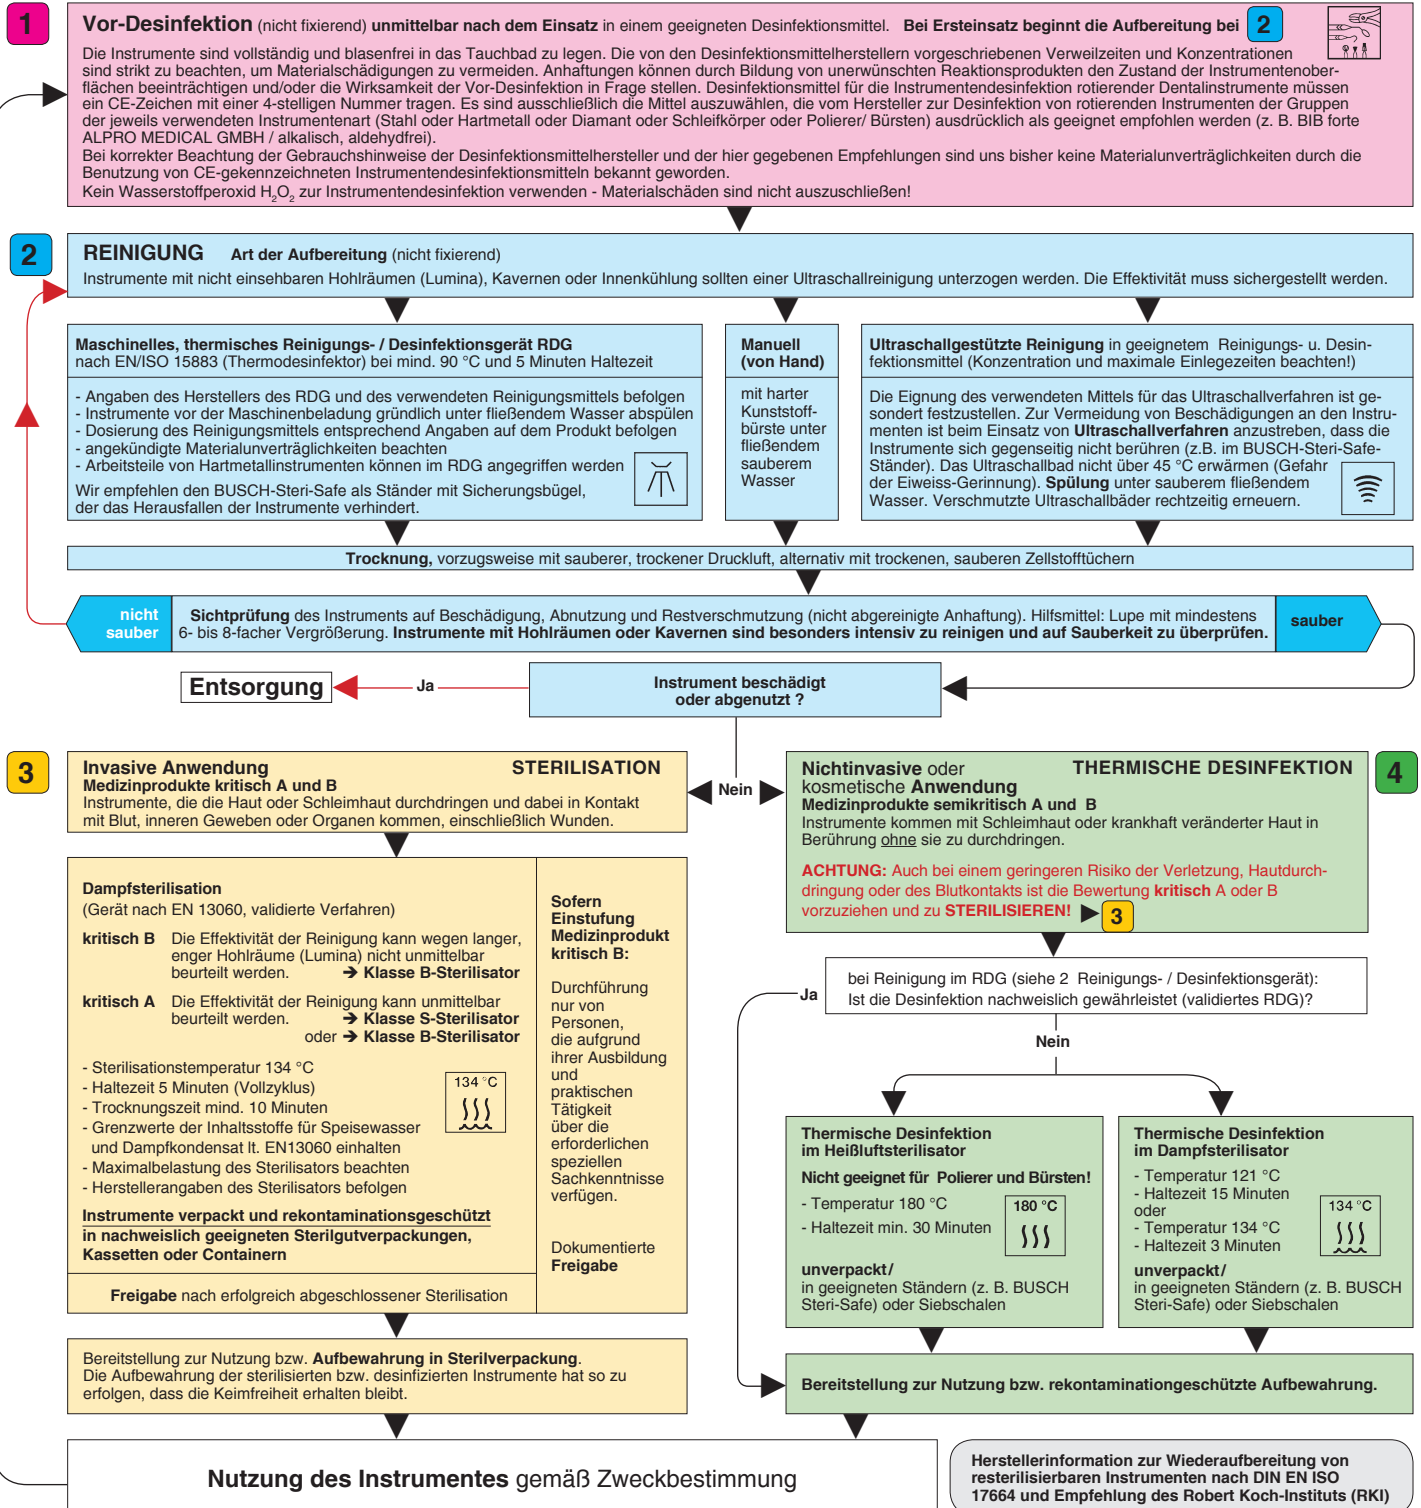 1
Vor-Desinfektion (nicht fixierend) unmittelbar nach dem Einsatz in einem geeigneten Desinfektionsmittel. Bei Ersteinsatz beginnt die Aufbereitung bei 2
Die Instrumente sind vollständig und blasenfrei in das Tauchbad zu legen. Die von den Desinfektionsmittelherstellern vorgeschriebenen Verweilzeiten und Konzentrationen
sind strikt zu beachten, um Materialschädigungen zu vermeiden. Anhaftungen können durch Bildung von unerwünschten Reaktionsprodukten den Zustand der Instrumentenober-
flächen beeinträchtigen und/oder die Wirksamkeit der Vor-Desinfektion in Frage stellen. Desinfektionsmittel für die Instrumentendesinfektion rotierender Dentalinstrumente müssen
ein CE-Zeichen mit einer 4-stelligen Nummer tragen. Es sind ausschließlich die Mittel auszuwählen, die vom Hersteller zur Desinfektion von rotierenden Instrumenten der Gruppen
der jeweils verwendeten Instrumentenart (Stahl oder Hartmetall oder Diamant oder Schleifkörper oder Polierer/ Bürsten) ausdrücklich als geeignet empfohlen werden (z. B. BIB forte
ALPRO MEDICAL GMBH / alkalisch, aldehydfrei).
Bei korrekter Beachtung der Gebrauchshinweise der Desinfektionsmittelhersteller und der hier gegebenen Empfehlungen sind uns bisher keine Materialunverträglichkeiten durch die
Benutzung von CE-gekennzeichneten Instrumentendesinfektionsmitteln bekannt geworden.
Kein Wasserstoffperoxid H₂O₂ zur Instrumentendesinfektion verwenden - Materialschäden sind nicht auszuschließen!
2
REINIGUNG Art der Aufbereitung (nicht fixierend)
Instrumente mit nicht einsehbaren Hohlräumen (Lumina), Kavernen oder Innenkühlung sollten einer Ultraschallreinigung unterzogen werden. Die Effektivität muss sichergestellt werden.
Maschinelles, thermisches Reinigungs- / Desinfektionsgerät RDG
nach EN/ISO 15883 (Thermodesinfektor) bei mind. 90 °C und 5 Minuten Haltezeit
- Angaben des Herstellers des RDG und des verwendeten Reinigungsmittels befolgen
- Instrumente vor der Maschinenbeladung gründlich unter fließendem Wasser abspülen
- Dosierung des Reinigungsmittels entsprechend Angaben auf dem Produkt befolgen
- angekündigte Materialunverträglichkeiten beachten
- Arbeitsteile von Hartmetallinstrumenten können im RDG angegriffen werden
Wir empfehlen den BUSCH-Steri-Safe als Ständer mit Sicherungsbügel,
der das Herausfallen der Instrumente verhindert.
Manuell
(von Hand)
mit harter
Kunststoff-
bürste unter
fließendem
sauberem
Wasser
Ultraschallgestützte Reinigung in geeignetem Reinigungs- u. Desin-
fektionsmittel (Konzentration und maximale Einlegezeiten beachten!)
Die Eignung des verwendeten Mittels für das Ultraschallverfahren ist ge-
sondert festzustellen. Zur Vermeidung von Beschädigungen an den Instru-
menten ist beim Einsatz von Ultraschallverfahren anzustreben, dass die
Instrumente sich gegenseitig nicht berühren (z.B. im BUSCH-Steri-Safe-
Ständer). Das Ultraschallbad nicht über 45 °C erwärmen (Gefahr
der Eiweiss-Gerinnung). Spülung unter sauberem fließendem
Wasser. Verschmutzte Ultraschallbäder rechtzeitig erneuern.
Trocknung, vorzugsweise mit sauberer, trockener Druckluft, alternativ mit trockenen, sauberen Zellstofftüchern
nicht
sauber
Sichtprüfung des Instruments auf Beschädigung, Abnutzung und Restverschmutzung (nicht abgereinigte Anhaftung). Hilfsmittel: Lupe mit mindestens
6- bis 8-facher Vergrößerung. Instrumente mit Hohlräumen oder Kavernen sind besonders intensiv zu reinigen und auf Sauberkeit zu überprüfen.
sauber
Entsorgung
Ja
Instrument beschädigt
oder abgenutzt ?
Nein
3
Invasive Anwendung STERILISATION
Medizinprodukte kritisch A und B
Instrumente, die die Haut oder Schleimhaut durchdringen und dabei in Kontakt
mit Blut, inneren Geweben oder Organen kommen, einschließlich Wunden.
Dampfsterilisation
(Gerät nach EN 13060, validierte Verfahren)
kritisch B Die Effektivität der Reinigung kann wegen langer,
enger Hohlräume (Lumina) nicht unmittelbar
beurteilt werden. ➔ Klasse B-Sterilisator
kritisch A Die Effektivität der Reinigung kann unmittelbar
beurteilt werden. ➔ Klasse S-Sterilisator
oder ➔ Klasse B-Sterilisator
- Sterilisationstemperatur 134 °C
- Haltezeit 5 Minuten (Vollzyklus)
- Trocknungszeit mind. 10 Minuten
- Grenzwerte der Inhaltsstoffe für Speisewasser
und Dampfkondensat lt. EN13060 einhalten
- Maximalbelastung des Sterilisators beachten
- Herstellerangaben des Sterilisators befolgen
134 °C
Instrumente verpackt und rekontaminationsgeschützt
in nachweislich geeigneten Sterilgutverpackungen,
Kassetten oder Containern
Freigabe nach erfolgreich abgeschlossener Sterilisation
Sofern
Einstufung
Medizinprodukt
kritisch B:
Durchführung
nur von
Personen,
die aufgrund
ihrer Ausbildung
und
praktischen
Tätigkeit
über die
erforderlichen
speziellen
Sachkenntnisse
verfügen.
Dokumentierte
Freigabe
Bereitstellung zur Nutzung bzw. Aufbewahrung in Sterilverpackung.
Die Aufbewahrung der sterilisierten bzw. desinfizierten Instrumente hat so zu
erfolgen, dass die Keimfreiheit erhalten bleibt.
4
Nichtinvasive oder THERMISCHE DESINFEKTION
kosmetische Anwendung
Medizinprodukte semikritisch A und B
Instrumente kommen mit Schleimhaut oder krankhaft veränderter Haut in
Berührung ohne sie zu durchdringen.
ACHTUNG: Auch bei einem geringeren Risiko der Verletzung, Hautdurch-
dringung oder des Blutkontakts ist die Bewertung kritisch A oder B
vorzuziehen und zu STERILISIEREN! ▶ 3
bei Reinigung im RDG (siehe 2 Reinigungs- / Desinfektionsgerät):
Ist die Desinfektion nachweislich gewährleistet (validiertes RDG)?
Ja
Nein
Thermische Desinfektion
im Heißluftsterilisator
Nicht geeignet für Polierer und Bürsten!
- Temperatur 180 °C
- Haltezeit min. 30 Minuten
180 °C
unverpackt/
in geeigneten Ständern (z. B. BUSCH
Steri-Safe) oder Siebschalen
Thermische Desinfektion
im Dampfsterilisator
- Temperatur 121 °C
- Haltezeit 15 Minuten
oder
- Temperatur 134 °C
- Haltezeit 3 Minuten
134 °C
unverpackt/
in geeigneten Ständern (z. B. BUSCH
Steri-Safe) oder Siebschalen
Bereitstellung zur Nutzung bzw. rekontaminationgeschützte Aufbewahrung.
Nutzung des Instrumentes gemäß Zweckbestimmung
Herstellerinformation zur Wiederaufbereitung von
resterilisierbaren Instrumenten nach DIN EN ISO
17664 und Empfehlung des Robert Koch-Instituts (RKI)